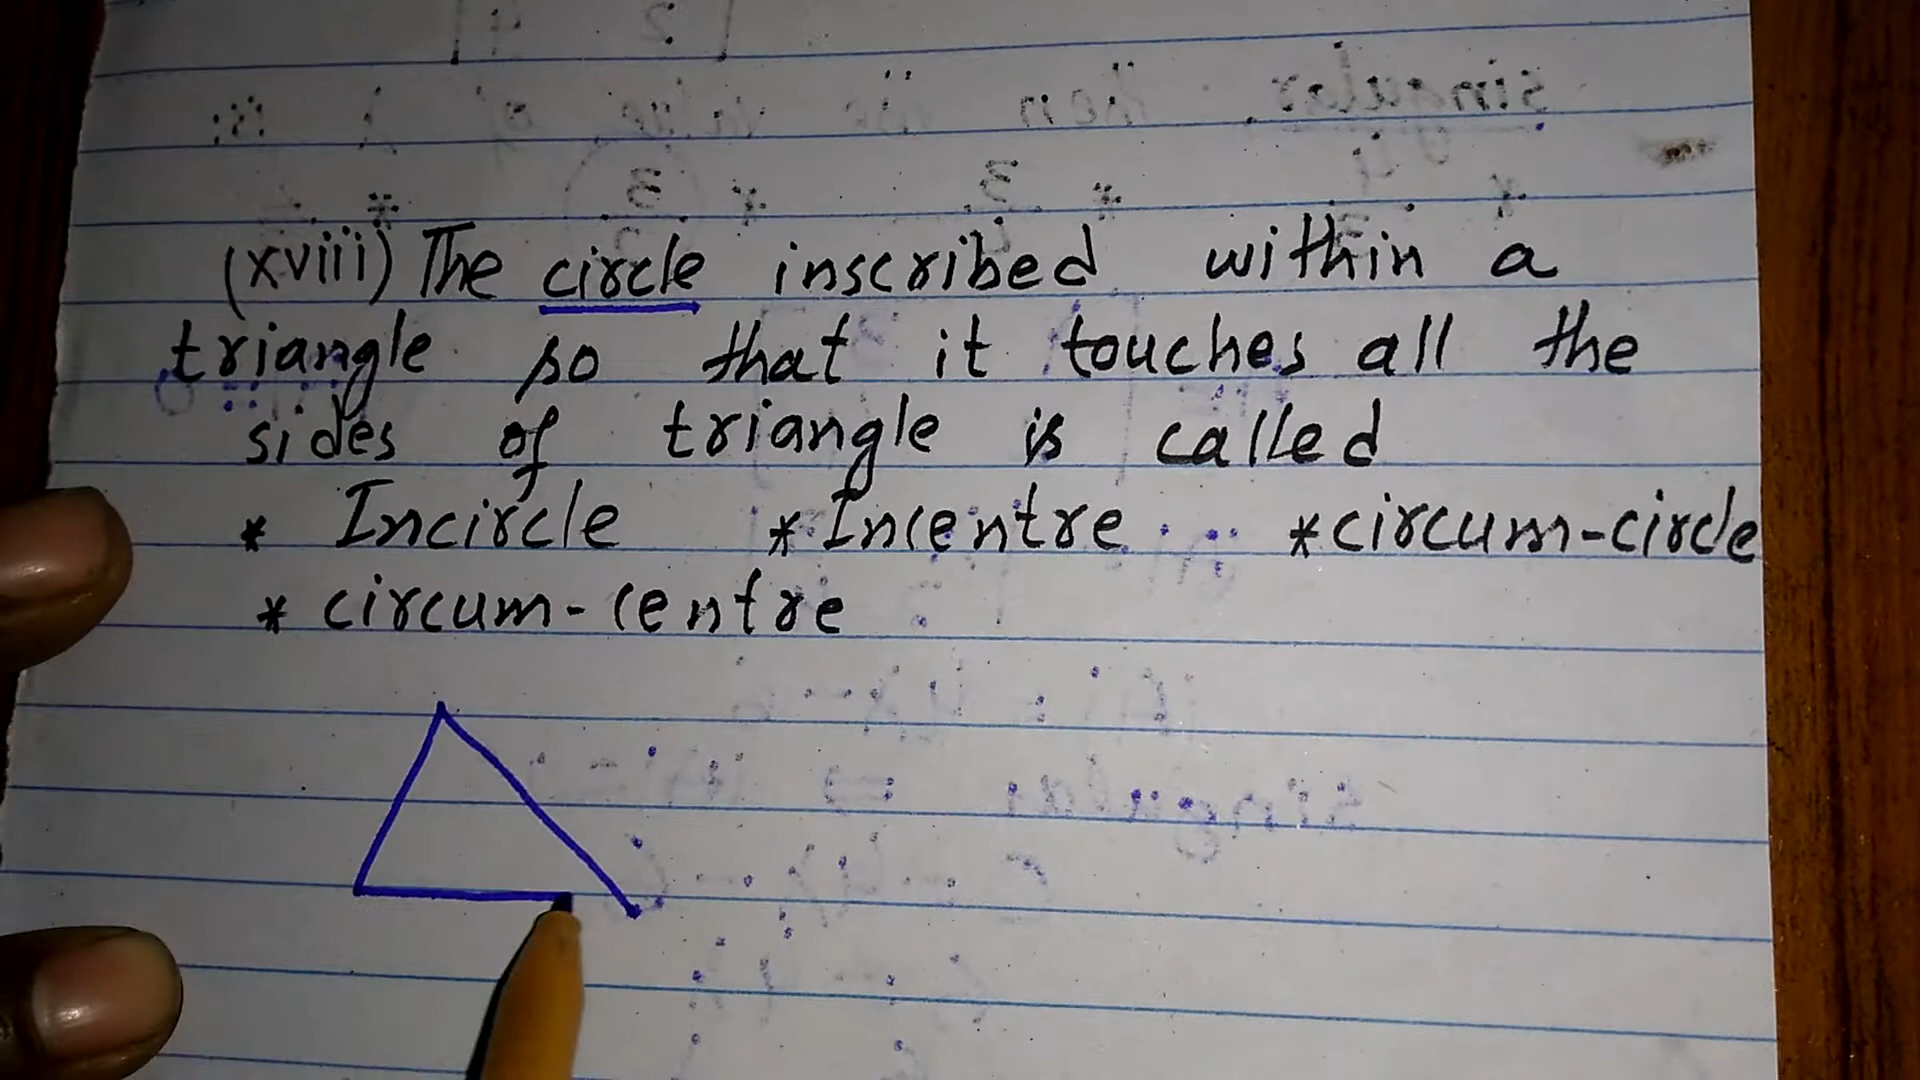 (xviii) The circle inscribed within a
triangle so that it touches all the
sides of triangle is called
* Incircle * Incentre * circum-circle
* circum-centre